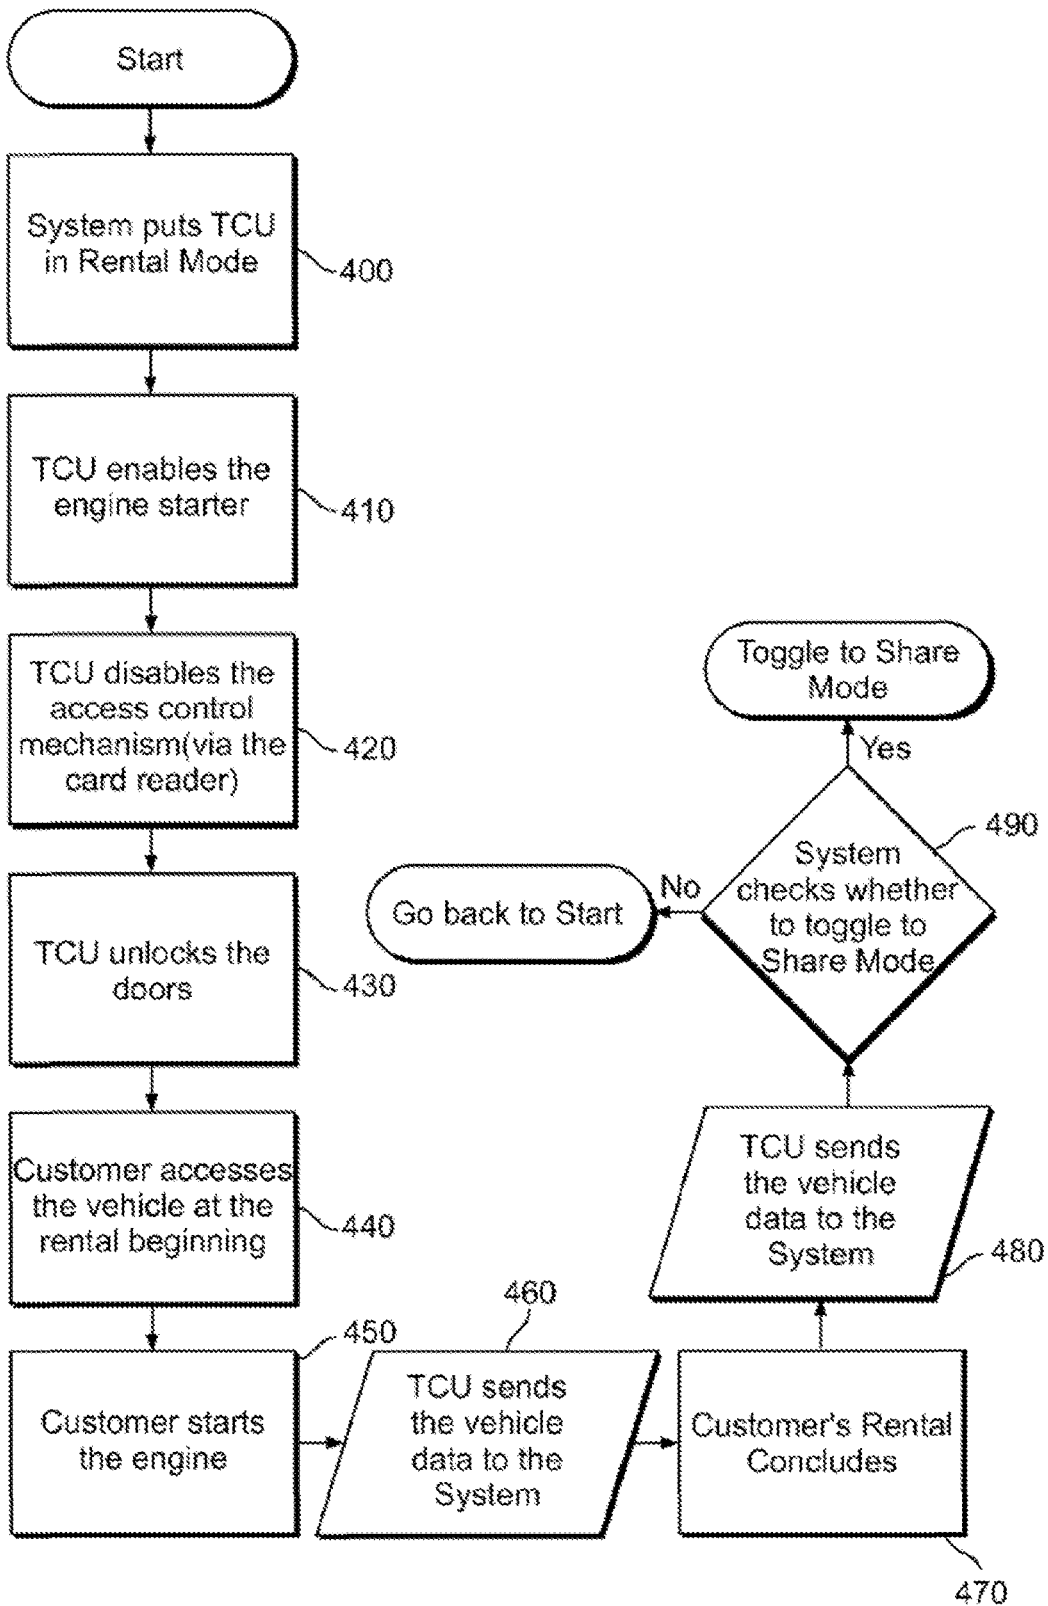 Start
System puts TCU
in Rental Mode
400
TCU enables the
engine starter
410
TCU disables the
access control
mechanism(via the
card reader)
420
TCU unlocks the
doors
430
Customer accesses
the vehicle at the
rental beginning
440
Customer starts
the engine
450
TCU sends
the vehicle
data to the
System
460
Customer's Rental
Concludes
470
TCU sends
the vehicle
data to the
System
480
System
checks whether
to toggle to
Share Mode
490
No
Go back to Start
Yes
Toggle to Share
Mode